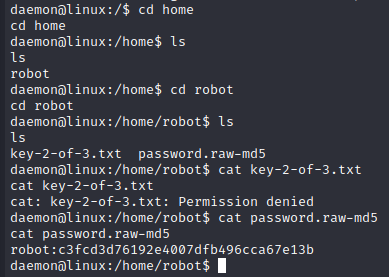 daemon@linux:/$ cd home
cd home
daemon@linux:/home$ ls
ls
robot
daemon@linux:/home$ cd robot
cd robot
daemon@linux:/home/robot$ ls
ls
key-2-of-3.txt  password.raw-md5
daemon@linux:/home/robot$ cat key-2-of-3.txt
cat key-2-of-3.txt
cat: key-2-of-3.txt: Permission denied
daemon@linux:/home/robot$ cat password.raw-md5
cat password.raw-md5
robot:c3fcd3d76192e4007dfb496cca67e13b
daemon@linux:/home/robot$